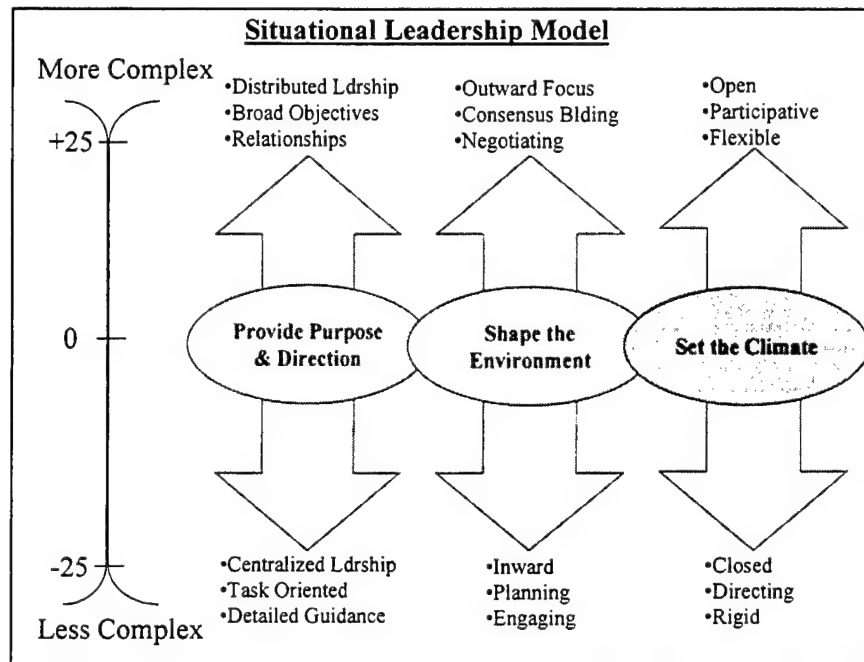 Situational Leadership Model
More Complex
+25
0
-25
Less Complex
•Distributed Ldrship
•Broad Objectives
•Relationships
•Outward Focus
•Consensus Blding
•Negotiating
•Open
•Participative
•Flexible
Provide Purpose
& Direction
Shape the
Environment
Set the Climate
•Centralized Ldrship
•Task Oriented
•Detailed Guidance
•Inward
•Planning
•Engaging
•Closed
•Directing
•Rigid